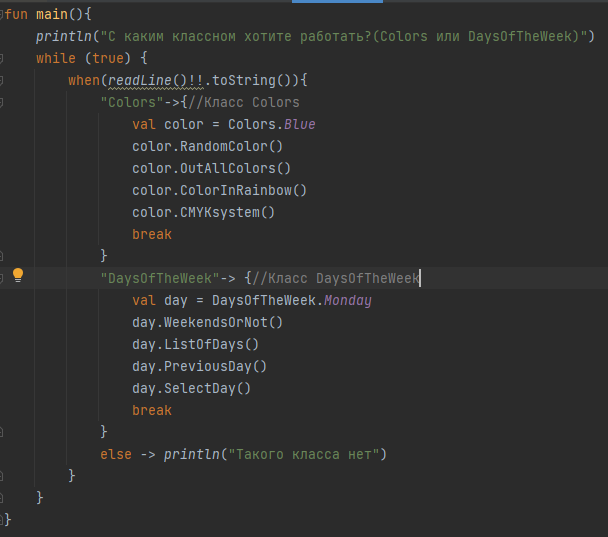 fun main(){
    println("С каким классном хотите работать?(Colors или DaysOfTheWeek)")
    while (true) {
        when(readLine()!!.toString()){
            "Colors"->{//Класс Colors
                val color = Colors.Blue
                color.RandomColor()
                color.OutAllColors()
                color.ColorInRainbow()
                color.CMYKsystem()
                break
            }
            "DaysOfTheWeek"-> {//Класс DaysOfTheWeek
                val day = DaysOfTheWeek.Monday
                day.WeekendsOrNot()
                day.ListOfDays()
                day.PreviousDay()
                day.SelectDay()
                break
            }
            else -> println("Такого класса нет")
        }
    }
}